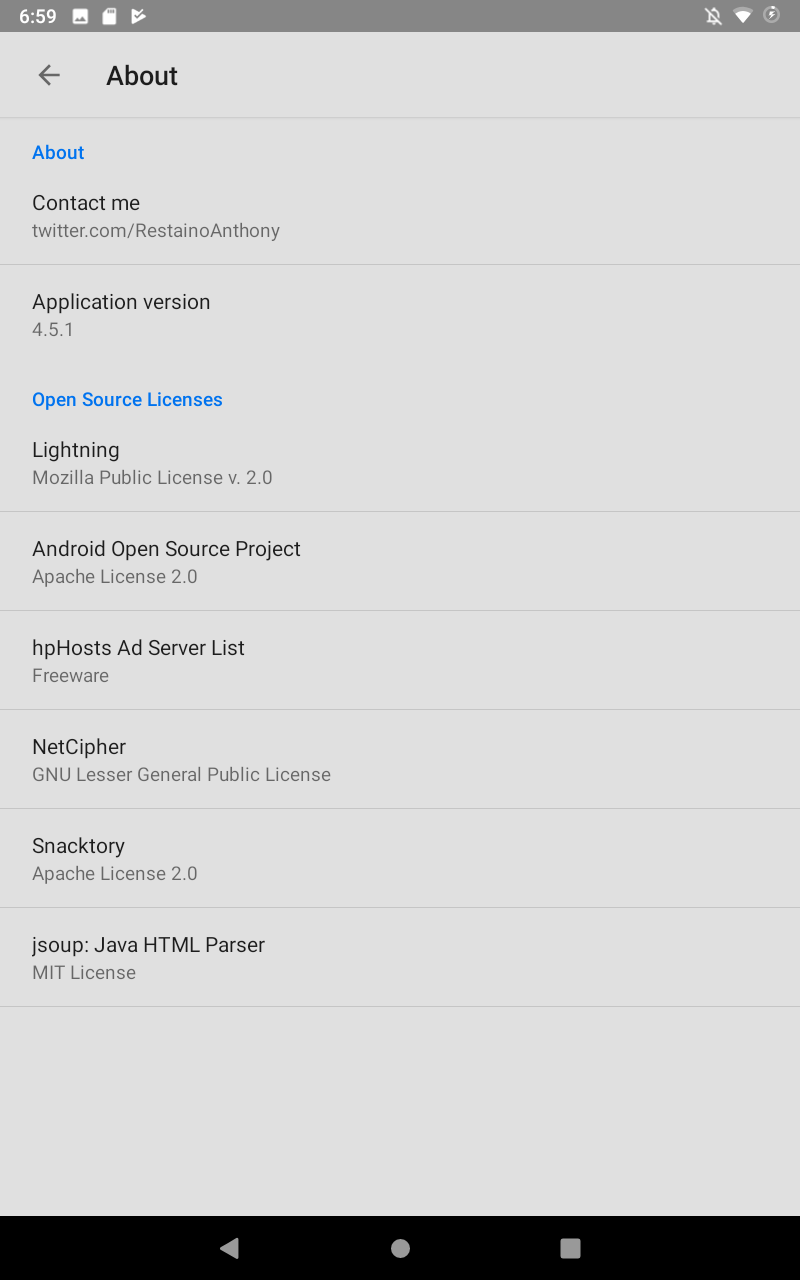 6:59
About
About
Contact me
twitter.com/RestainoAnthony
Application version
4.5.1
Open Source Licenses
Lightning
Mozilla Public License v. 2.0
Android Open Source Project
Apache License 2.0
hpHosts Ad Server List
Freeware
NetCipher
GNU Lesser General Public License
Snacktory
Apache License 2.0
jsoup: Java HTML Parser
MIT License